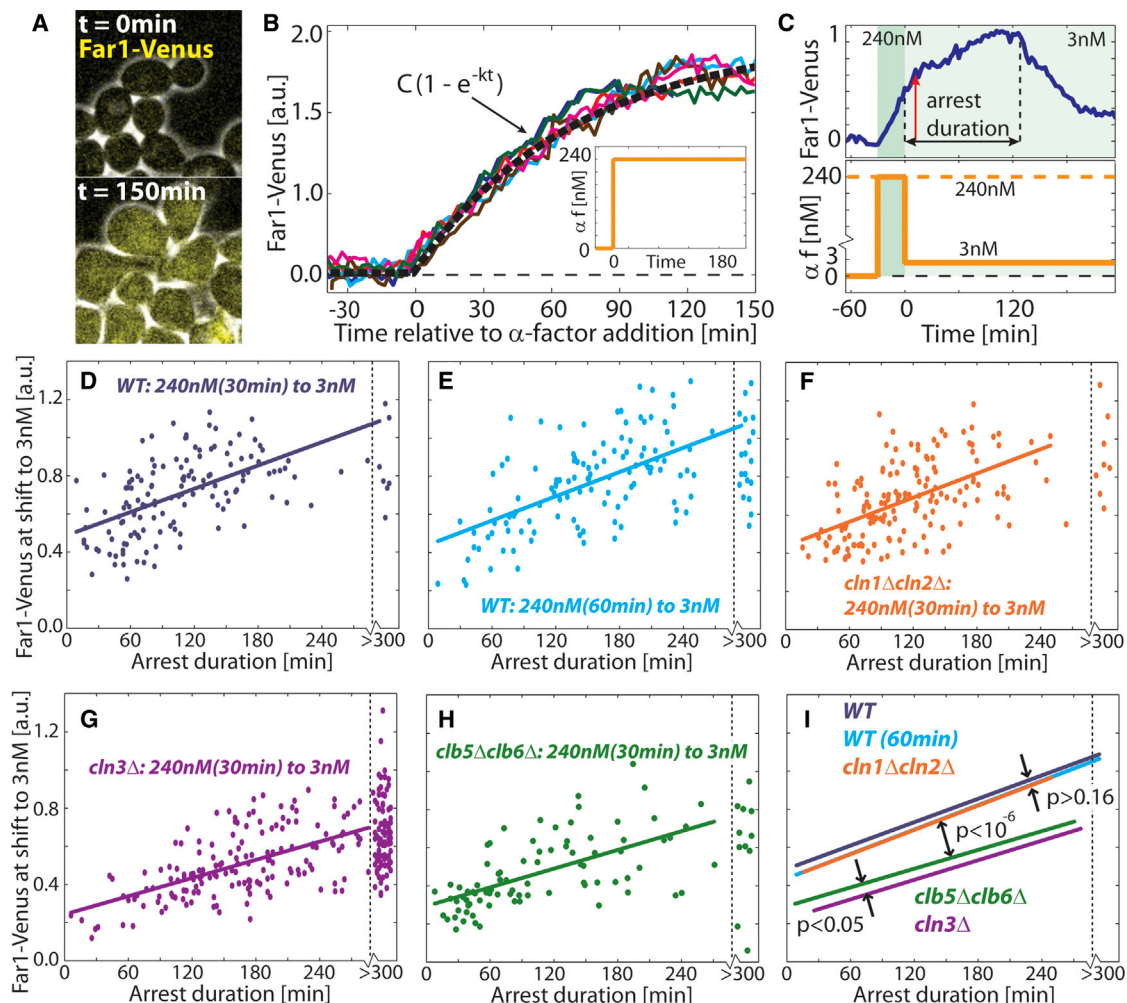 A
t = 0min
Far1-Venus
t = 150min
B
Far1-Venus [a.u.]
2.0
1.5
1.0
0.0
C(1 - e^-kt)
α f [nM]
240
0
0 Time 180
-30 0 30 60 90 120 150
Time relative to α-factor addition [min]
C
Far1-Venus
1
0
240nM
3nM
arrest
duration
α f [nM]
240
3
0
240nM
3nM
-60 0 120
Time [min]
D
WT: 240nM(30min) to 3nM
Far1-Venus at shift to 3nM [a.u.]
1.2
0.8
0.4
0.0
0 60 120 180 240 >300
Arrest duration [min]
E
WT: 240nM(60min) to 3nM
0 60 120 180 240 >300
Arrest duration [min]
F
cln1Δcln2Δ:
240nM(30min) to 3nM
0 60 120 180 240 >300
Arrest duration [min]
G
cln3Δ: 240nM(30min) to 3nM
Far1-Venus at shift to 3nM [a.u.]
1.2
0.8
0.4
0.0
0 60 120 180 240 >300
Arrest duration [min]
H
clb5Δclb6Δ: 240nM(30min) to 3nM
0 60 120 180 240 >300
Arrest duration [min]
I
WT
WT (60min)
cln1Δcln2Δ
p>0.16
p<10^-6
p<0.05
clb5Δclb6Δ
cln3Δ
0 60 120 180 240 >300
Arrest duration [min]